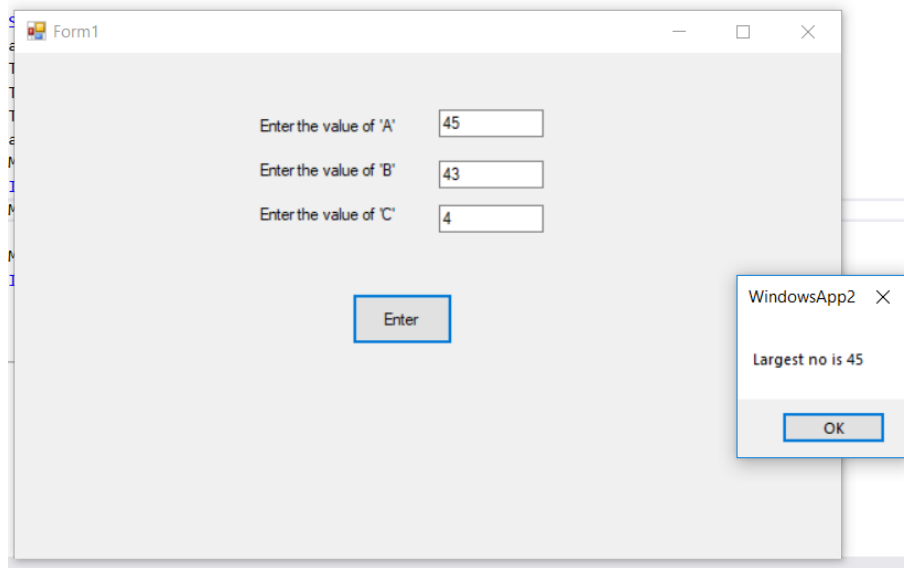 Form1
Enter the value of 'A' 45
Enter the value of 'B' 43
Enter the value of 'C' 4
Enter
WindowsApp2
Largest no is 45
OK